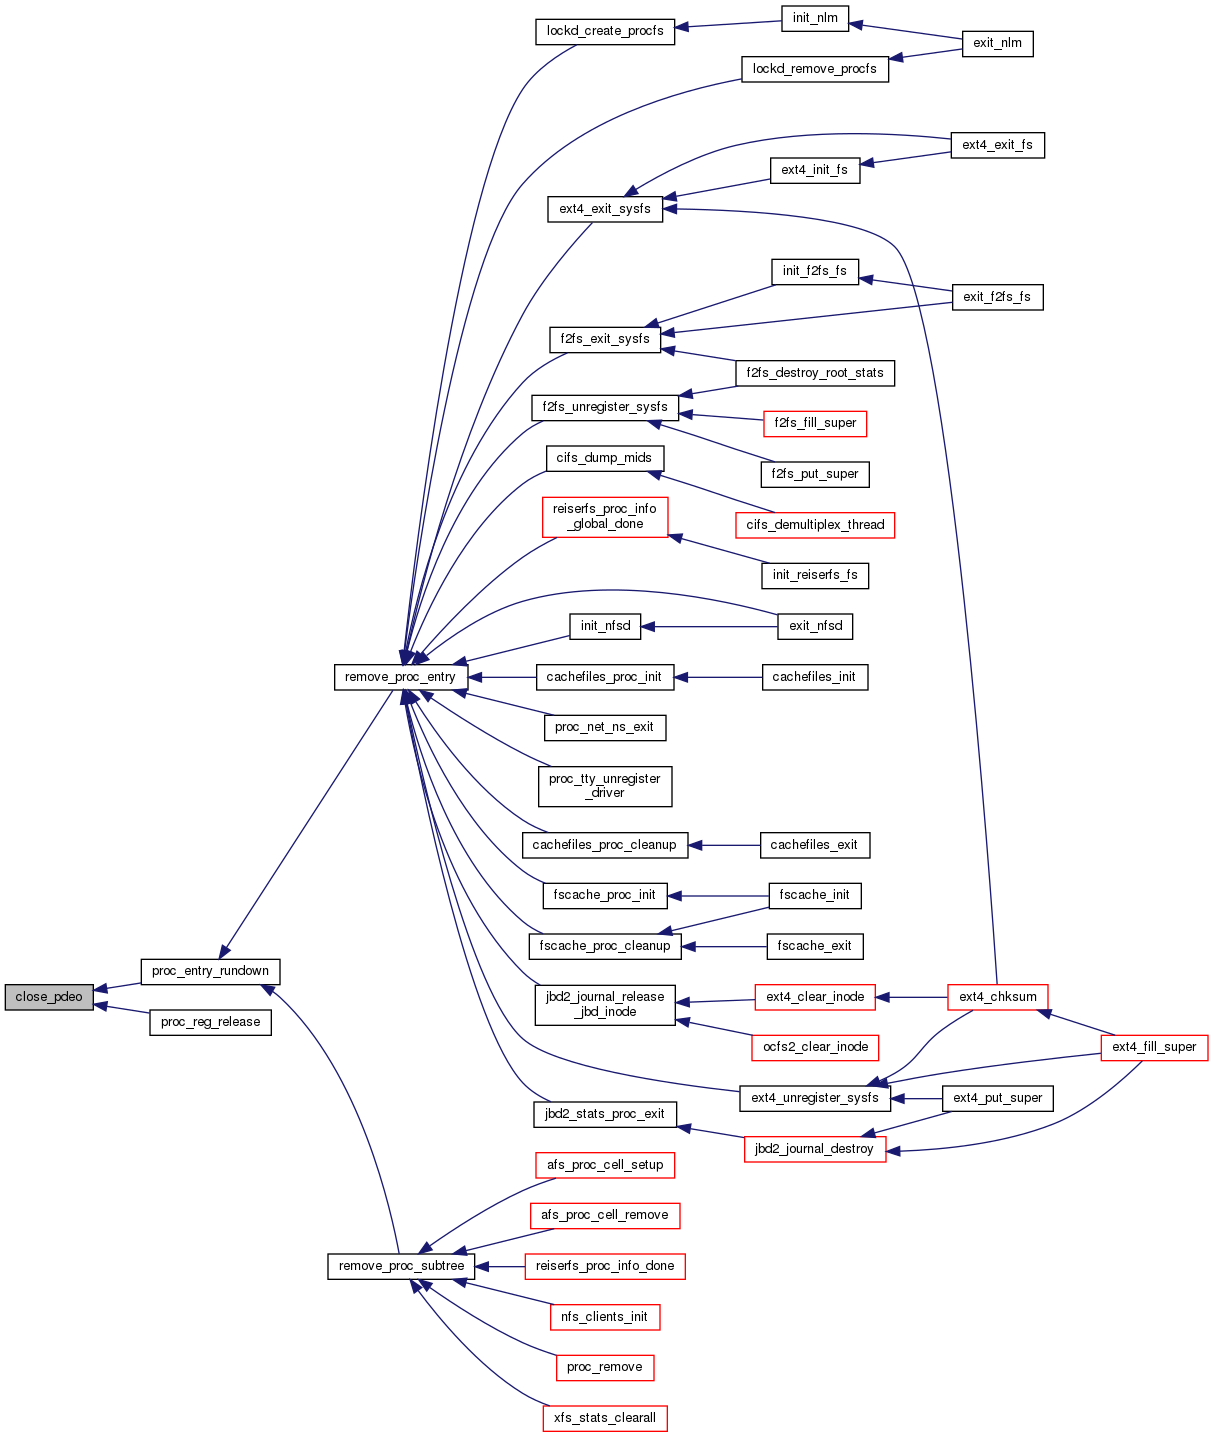 lockd_create_procfs
init_nlm
exit_nlm
lockd_remove_procfs
ext4_exit_fs
ext4_init_fs
ext4_exit_sysfs
init_f2fs_fs
exit_f2fs_fs
f2fs_exit_sysfs
f2fs_destroy_root_stats
f2fs_unregister_sysfs
f2fs_fill_super
cifs_dump_mids
f2fs_put_super
reiserfs_proc_info
_global_done
cifs_demultiplex_thread
init_reiserfs_fs
init_nfsd
exit_nfsd
remove_proc_entry
cachefiles_proc_init
cachefiles_init
proc_net_ns_exit
proc_tty_unregister
_driver
cachefiles_proc_cleanup
cachefiles_exit
fscache_proc_init
fscache_init
fscache_proc_cleanup
fscache_exit
proc_entry_rundown
close_pdeo
proc_reg_release
jbd2_journal_release
_jbd_inode
ext4_clear_inode
ext4_chksum
ocfs2_clear_inode
ext4_fill_super
ext4_unregister_sysfs
ext4_put_super
jbd2_stats_proc_exit
jbd2_journal_destroy
afs_proc_cell_setup
afs_proc_cell_remove
remove_proc_subtree
reiserfs_proc_info_done
nfs_clients_init
proc_remove
xfs_stats_clearall